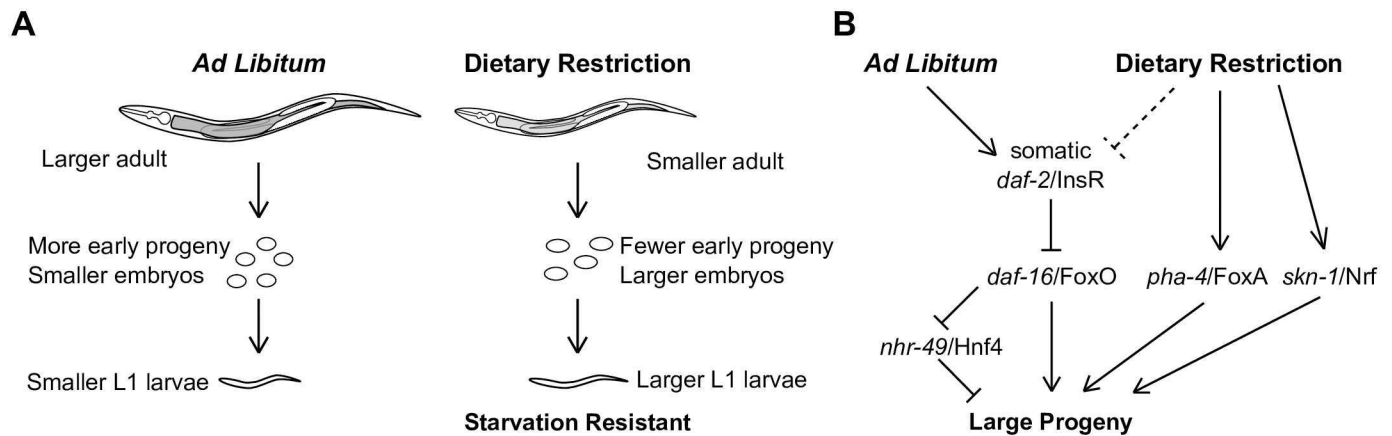 A
Ad Libitum
Dietary Restriction
Larger adult
Smaller adult
More early progeny
Smaller embryos
Fewer early progeny
Larger embryos
Smaller L1 larvae
Larger L1 larvae
Starvation Resistant
B
Ad Libitum
Dietary Restriction
somatic
daf-2/InsR
daf-16/FoxO
pha-4/FoxA
skn-1/Nrf
nhr-49/Hnf4
Large Progeny